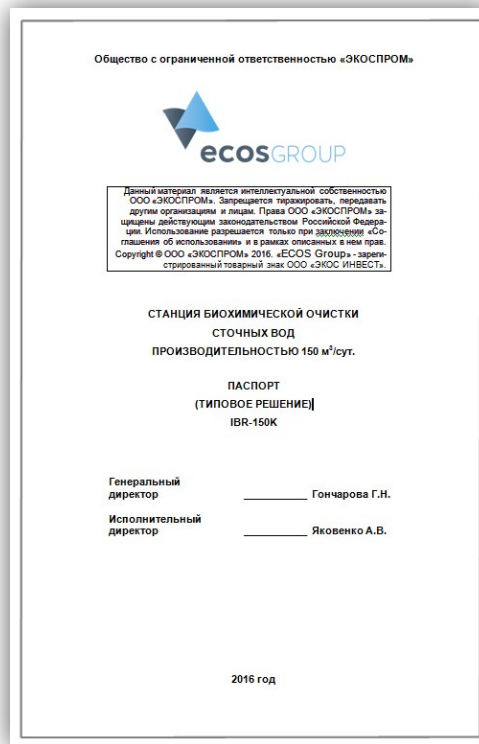 Общество с ограниченной ответственностью «ЭКОСПРОМ»
ecosGROUP
Данный материал является интеллектуальной собственностью
ООО «ЭКОСПРОМ». Запрещается тиражировать, передавать
другим организациям и лицам. Права ООО «ЭКОСПРОМ» за-
щищены действующим законодательством Российской Федера-
ции. Использование разрешается только при заключении «Со-
глашения об использовании» и в рамках описанных в нем прав.
Copyright © ООО «ЭКОСПРОМ» 2016. «ECOS Group» - зареги-
стрированный товарный знак ООО «ЭКОС ИНВЕСТ».
СТАНЦИЯ БИОХИМИЧЕСКОЙ ОЧИСТКИ
СТОЧНЫХ ВОД
ПРОИЗВОДИТЕЛЬНОСТЬЮ 150 м³/сут.
ПАСПОРТ
(ТИПОВОЕ РЕШЕНИЕ)
IBR-150K
Генеральный
директор ____________ Гончарова Г.Н.
Исполнительный
директор ____________ Яковенко А.В.
2016 год